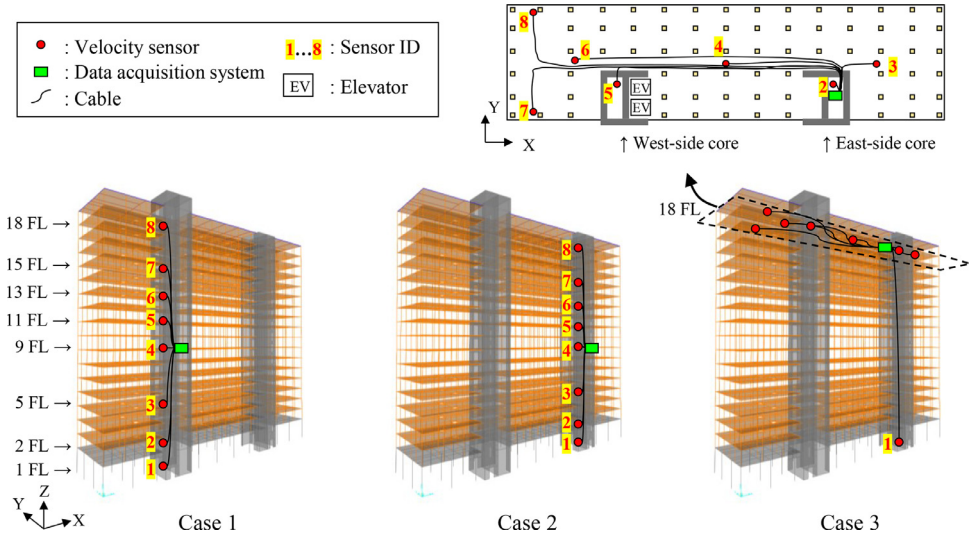 : Velocity sensor
: Data acquisition system
: Cable
1…8 : Sensor ID
EV : Elevator
8
6
4
3
5
EV
EV
2
7
Y
X
↑ West-side core
↑ East-side core
18 FL →
15 FL →
13 FL →
11 FL →
9 FL →
5 FL →
2 FL →
1 FL →
8
7
6
5
4
3
2
1
Z
Y
X
Case 1
8
7
6
5
4
3
2
1
Case 2
18 FL
1
Case 3